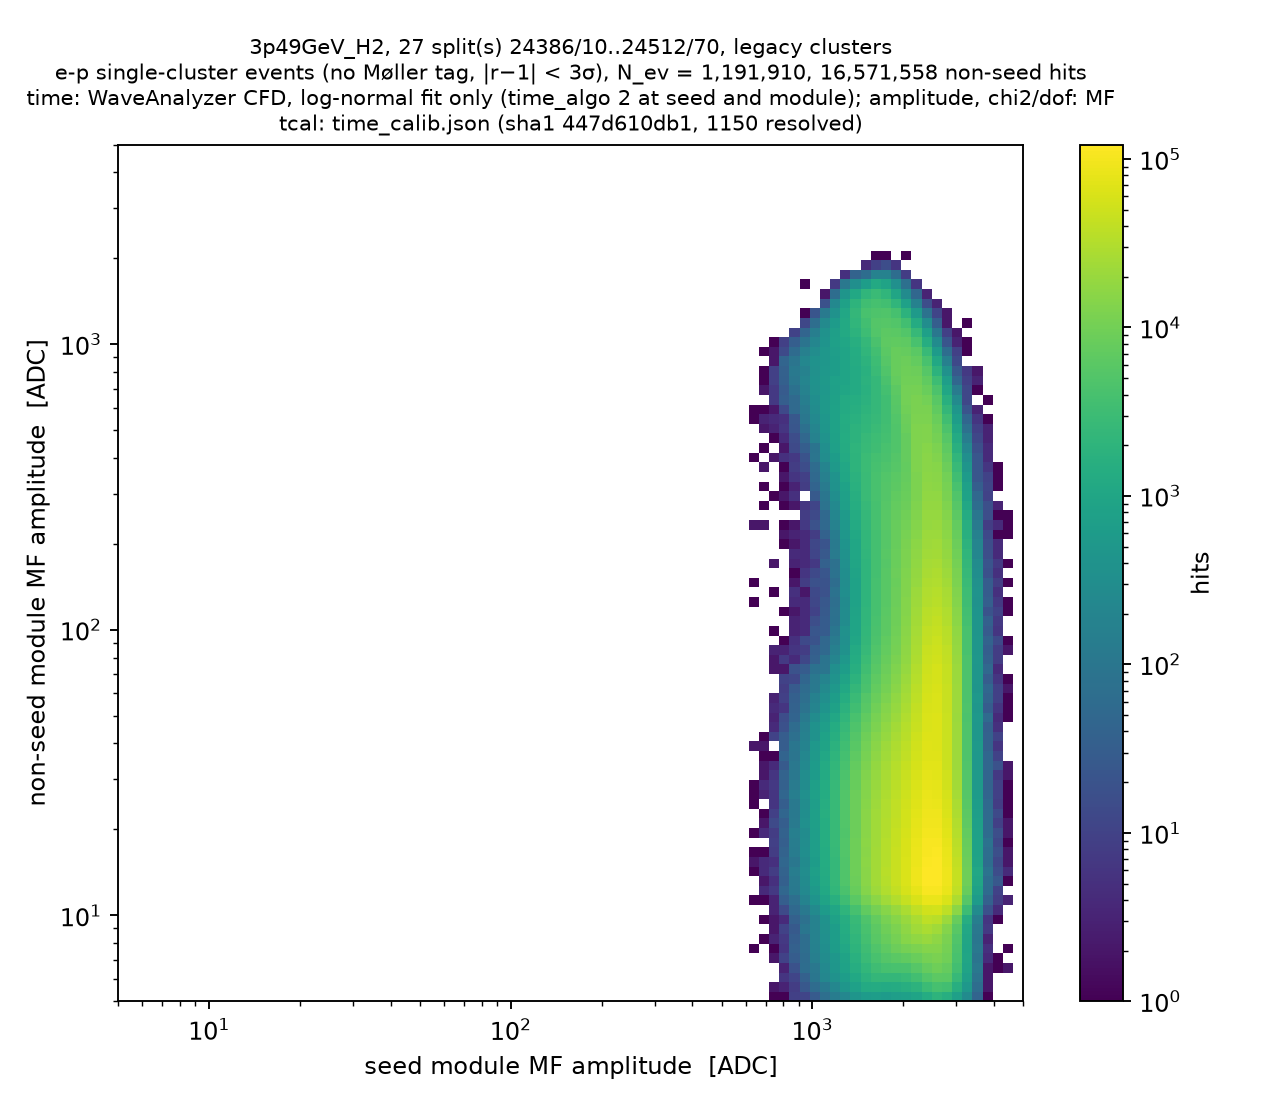 3p49GeV_H2, 27 split(s) 24386/10..24512/70, legacy clusters
e-p single-cluster events (no Møller tag, |r−1| < 3σ), N_ev = 1,191,910, 16,571,558 non-seed hits
time: WaveAnalyzer CFD, log-normal fit only (time_algo 2 at seed and module); amplitude, chi2/dof: MF
tcal: time_calib.json (sha1 447d610db1, 1150 resolved)
non-seed module MF amplitude [ADC]
10³
10²
10¹
10¹
10²
10³
seed module MF amplitude [ADC]
10⁵
10⁴
10³
10²
10¹
10⁰
hits